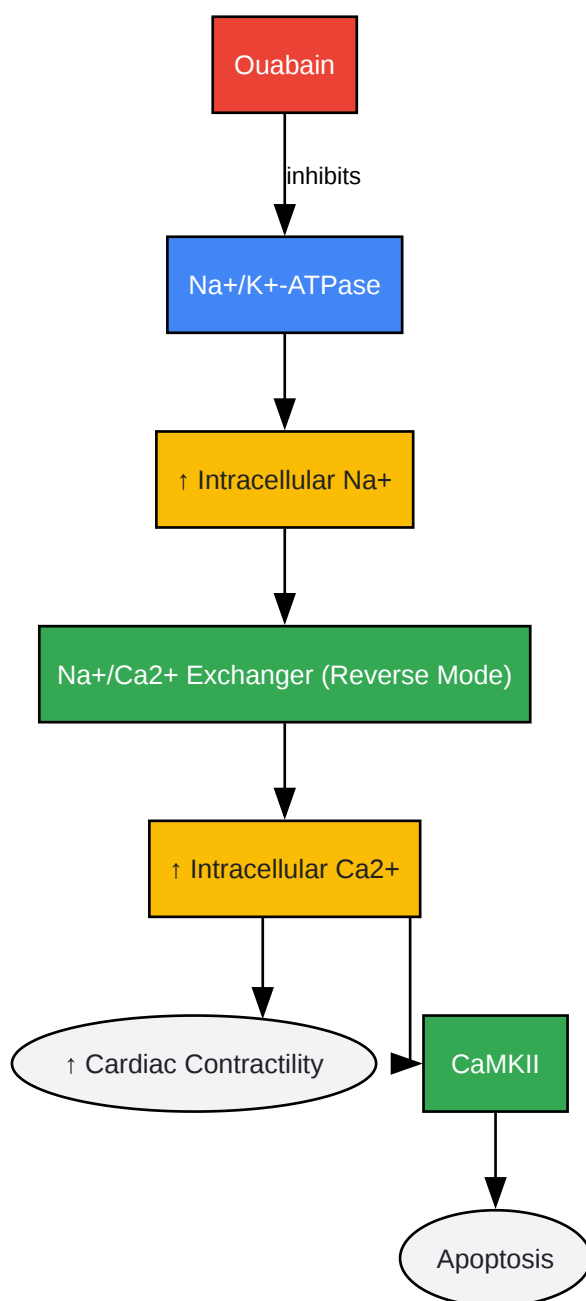 Ouabain
inhibits
Na+/K+-ATPase
↑ Intracellular Na+
Na+/Ca2+ Exchanger (Reverse Mode)
↑ Intracellular Ca2+
↑ Cardiac Contractility
CaMKII
Apoptosis